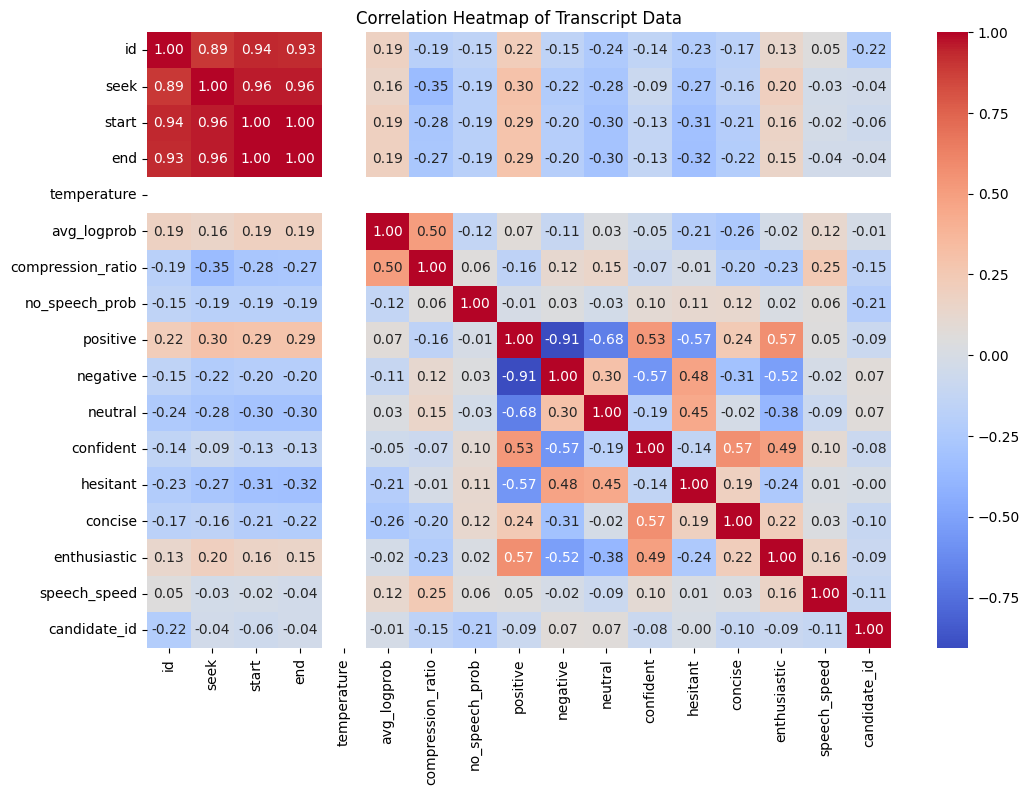 Correlation Heatmap of Transcript Data
id 1.00 0.89 0.94 0.93 0.19 -0.19 -0.15 0.22 -0.15 -0.24 -0.14 -0.23 -0.17 0.13 0.05 -0.22
seek 0.89 1.00 0.96 0.96 0.16 -0.35 -0.19 0.30 -0.22 -0.28 -0.09 -0.27 -0.16 0.20 -0.03 -0.04
start 0.94 0.96 1.00 1.00 0.19 -0.28 -0.19 0.29 -0.20 -0.30 -0.13 -0.31 -0.21 0.16 -0.02 -0.06
end 0.93 0.96 1.00 1.00 0.19 -0.27 -0.19 0.29 -0.20 -0.30 -0.13 -0.32 -0.22 0.15 -0.04 -0.04
temperature
avg_logprob 0.19 0.16 0.19 0.19 1.00 0.50 -0.12 0.07 -0.11 0.03 -0.05 -0.21 -0.26 -0.02 0.12 -0.01
compression_ratio -0.19 -0.35 -0.28 -0.27 0.50 1.00 0.06 -0.16 0.12 0.15 -0.07 -0.01 -0.20 -0.23 0.25 -0.15
no_speech_prob -0.15 -0.19 -0.19 -0.19 -0.12 0.06 1.00 -0.01 0.03 -0.03 0.10 0.11 0.12 0.02 0.06 -0.21
positive 0.22 0.30 0.29 0.29 0.07 -0.16 -0.01 1.00 -0.91 -0.68 0.53 -0.57 0.24 0.57 0.05 -0.09
negative -0.15 -0.22 -0.20 -0.20 -0.11 0.12 0.03 -0.91 1.00 0.30 -0.57 0.48 -0.31 -0.52 -0.02 0.07
neutral -0.24 -0.28 -0.30 -0.30 0.03 0.15 -0.03 -0.68 0.30 1.00 -0.19 0.45 -0.02 -0.38 -0.09 0.07
confident -0.14 -0.09 -0.13 -0.13 -0.05 -0.07 0.10 0.53 -0.57 -0.19 1.00 -0.14 0.57 0.49 0.10 -0.08
hesitant -0.23 -0.27 -0.31 -0.32 -0.21 -0.01 0.11 -0.57 0.48 0.45 -0.14 1.00 0.19 -0.24 0.01 -0.00
concise -0.17 -0.16 -0.21 -0.22 -0.26 -0.20 0.12 0.24 -0.31 -0.02 0.57 0.19 1.00 0.22 0.03 -0.10
enthusiastic 0.13 0.20 0.16 0.15 -0.02 -0.23 0.02 0.57 -0.52 -0.38 0.49 -0.24 0.22 1.00 0.16 -0.09
speech_speed 0.05 -0.03 -0.02 -0.04 0.12 0.25 0.06 0.05 -0.02 -0.09 0.10 0.01 0.03 0.16 1.00 -0.11
candidate_id -0.22 -0.04 -0.06 -0.04 -0.01 -0.15 -0.21 -0.09 0.07 0.07 -0.08 -0.00 -0.10 -0.09 -0.11 1.00
id
seek
start
end
temperature
avg_logprob
compression_ratio
no_speech_prob
positive
negative
neutral
confident
hesitant
concise
enthusiastic
speech_speed
candidate_id
1.00
0.75
0.50
0.25
0.00
−0.25
−0.50
−0.75